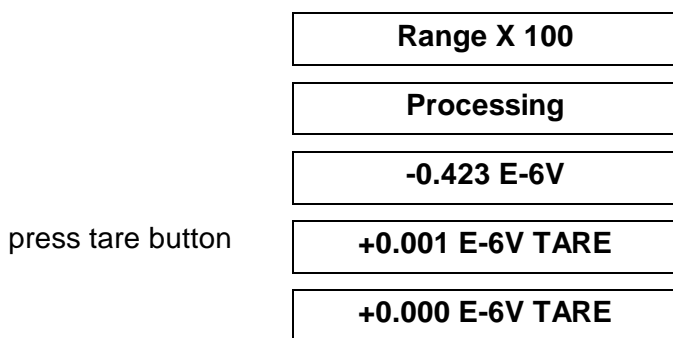 Range X 100
Processing
-0.423 E-6V
press tare button
+0.001 E-6V TARE
+0.000 E-6V TARE